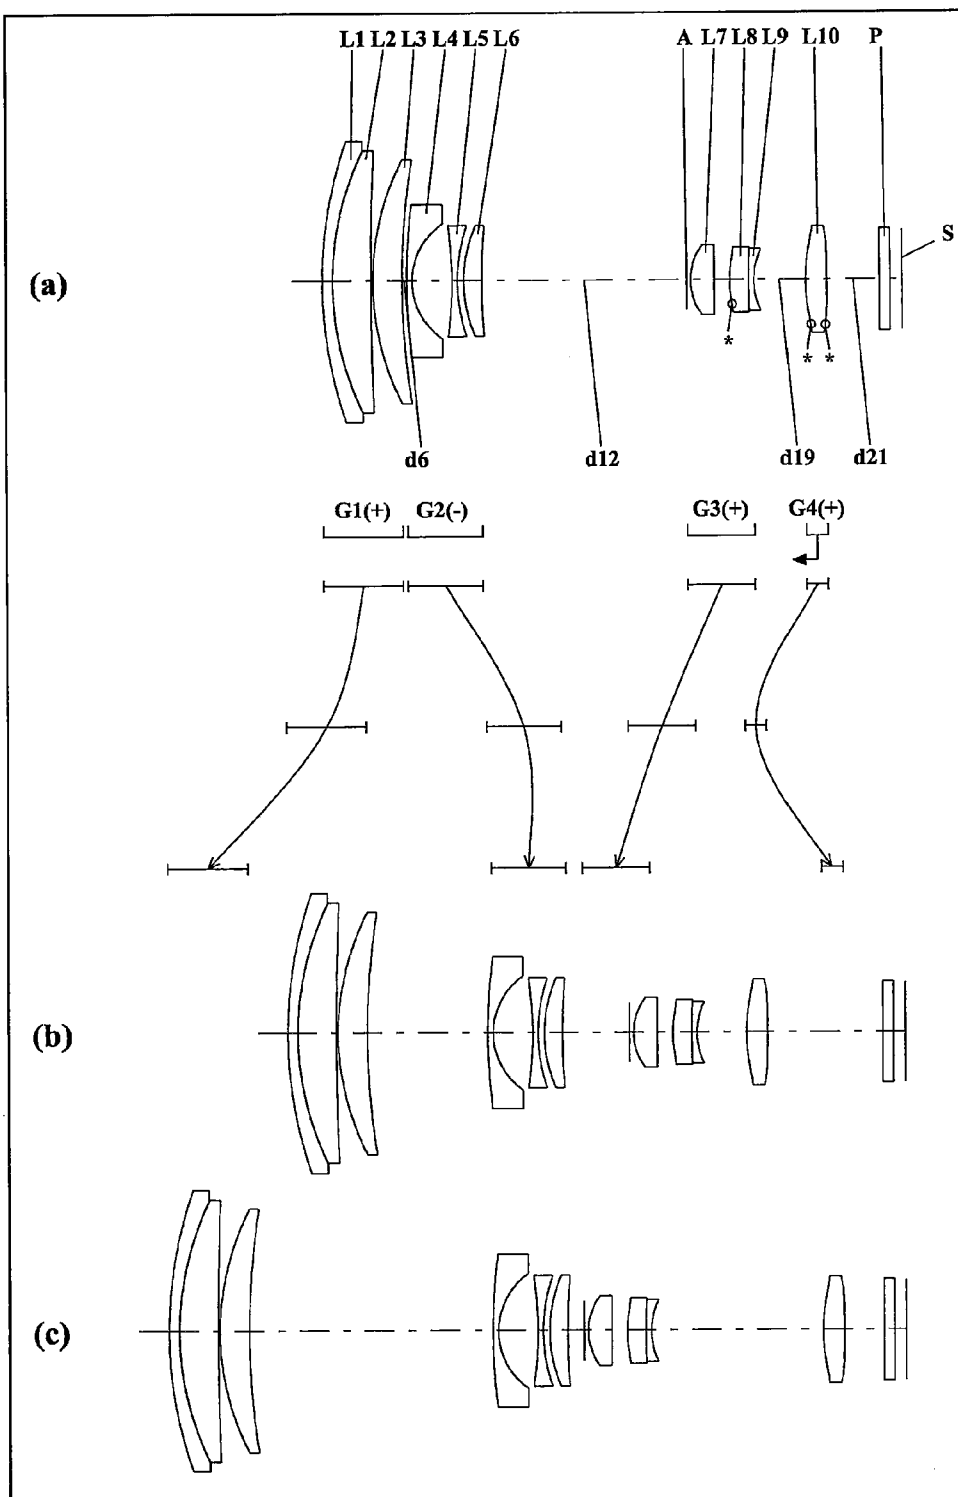 L1 L2 L3 L4 L5 L6 A L7 L8 L9 L10 P
S
(a)
* * *
d6 d12 d19 d21
G1(+) G2(-) G3(+) G4(+)
(b)
(c)